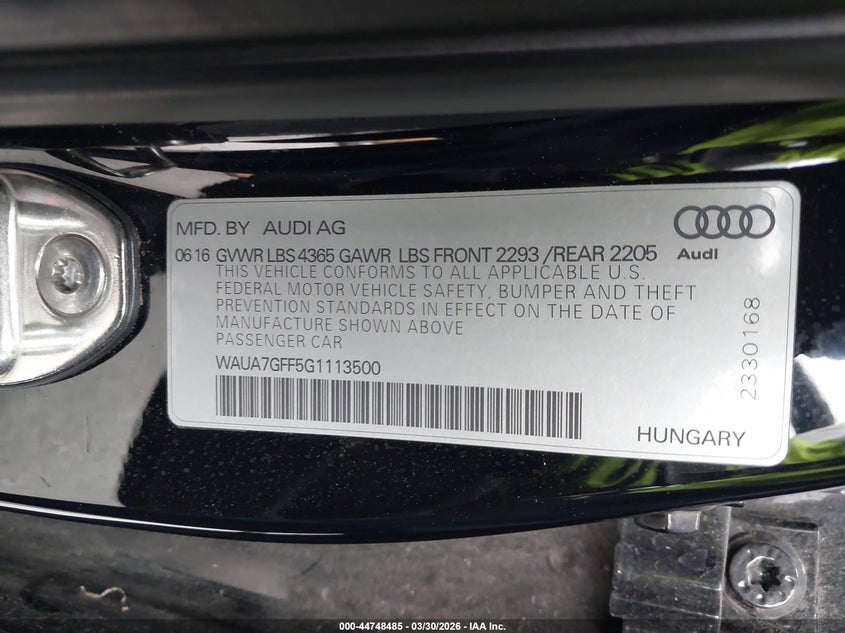 MFD. BY AUDI AG
Audi
06 16 GVWR LBS 4365 GAWR LBS FRONT 2293 /REAR 2205
THIS VEHICLE CONFORMS TO ALL APPLICABLE U.S.
FEDERAL MOTOR VEHICLE SAFETY, BUMPER AND THEFT
PREVENTION STANDARDS IN EFFECT ON THE DATE OF
MANUFACTURE SHOWN ABOVE
PASSENGER CAR
WAUA7GFF5G1113500
2330168
HUNGARY
000-44748485 - 03/30/2026 - IAA Inc.